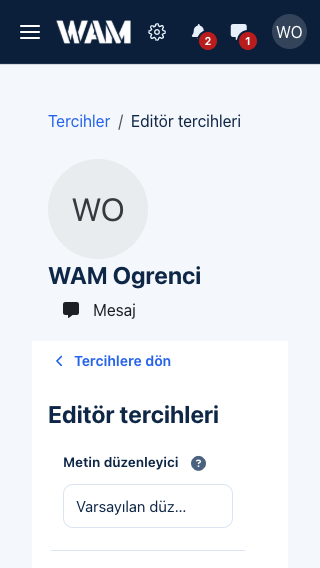 WAM
2
1
WO
Tercihler / Editör tercihleri
WO
WAM Ogrenci
Mesaj
Tercihlere dön
Editör tercihleri
Metin düzenleyici ?
Varsayılan düz...